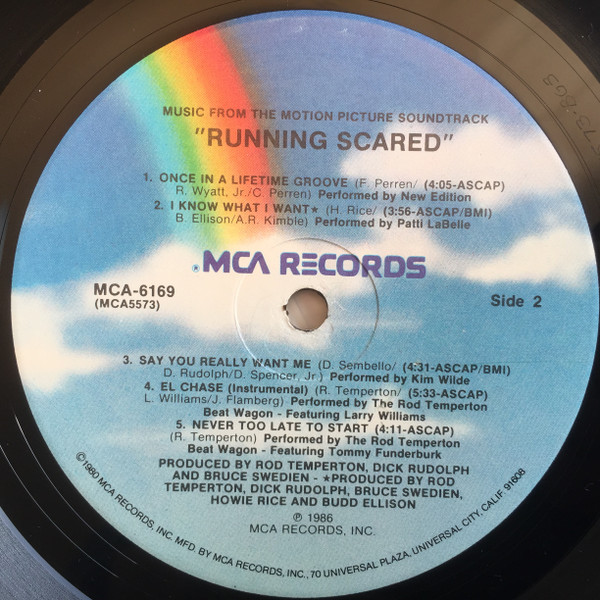 MUSIC FROM THE MOTION PICTURE SOUNDTRACK
"RUNNING SCARED"
1. ONCE IN A LIFETIME GROOVE (F. Perren/ (4:05-ASCAP)
R. Wyatt, Jr./C. Perren) Performed by New Edition
2. I KNOW WHAT I WANT★ (H. Rice/ (3:56-ASCAP/BMI)
B. Ellison/A.R. Kimble) Performed by Patti LaBelle
® MCA RECORDS
MCA-6169
(MCA5573)
Side 2
3. SAY YOU REALLY WANT ME (D. Sembello/ (4:31-ASCAP/BMI)
D. Rudolph/D. Spencer, Jr.) Performed by Kim Wilde
4. EL CHASE (Instrumental) (R. Temperton/ (5:33-ASCAP)
L. Williams/J. Flamberg) Performed by The Rod Temperton
Beat Wagon - Featuring Larry Williams
5. NEVER TOO LATE TO START (4:11-ASCAP)
(R. Temperton) Performed by The Rod Temperton
Beat Wagon - Featuring Tommy Funderburk
PRODUCED BY ROD TEMPERTON, DICK RUDOLPH
AND BRUCE SWEDIEN - ★PRODUCED BY ROD
TEMPERTON, DICK RUDOLPH, BRUCE SWEDIEN,
HOWIE RICE AND BUDD ELLISON
℗ 1986
MCA RECORDS, INC.
©1980 MCA RECORDS, INC. MFD. BY MCA RECORDS, INC., 70 UNIVERSAL PLAZA, UNIVERSAL CITY, CALIF. 91608